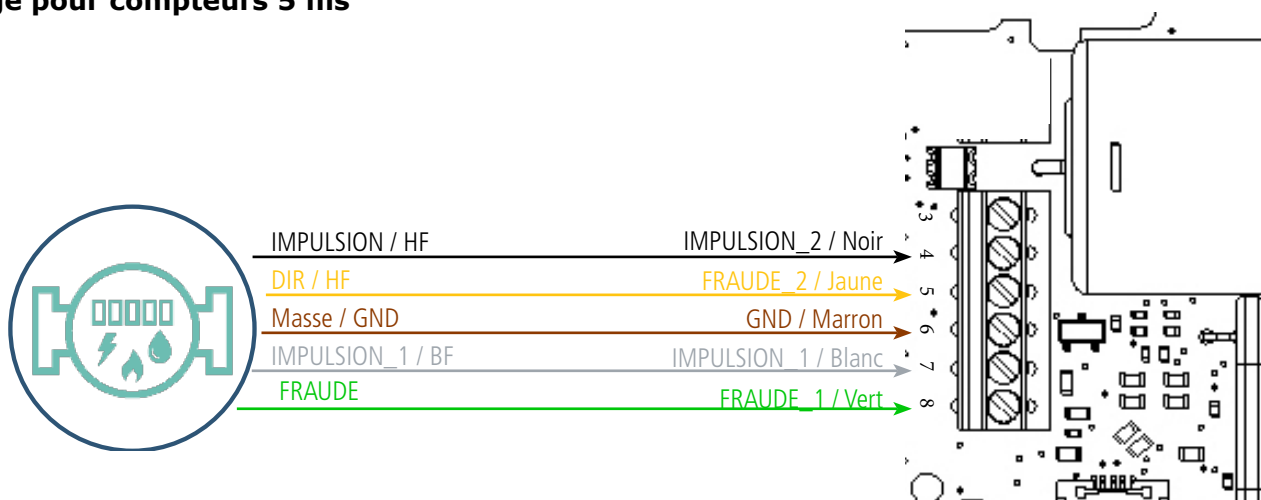 ge pour compteurs 5 ms
3
IMPULSION / HF IMPULSION_2 / Noir 4
DIR / HF FRAUDE_2 / Jaune 5
Masse / GND GND / Marron 6
IMPULSION_1 / BF IMPULSION_1 / Blanc 7
FRAUDE FRAUDE_1 / Vert 8